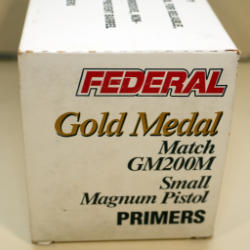 FEDERAL
Gold Medal
Match
GM200M
Small
Magnum Pistol
PRIMERS